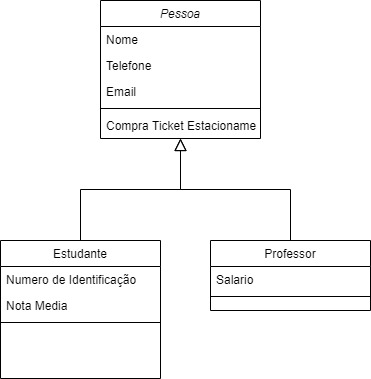 Pessoa
Nome
Telefone
Email
Compra Ticket Estacioname
Estudante
Numero de Identificação
Nota Media
Professor
Salario